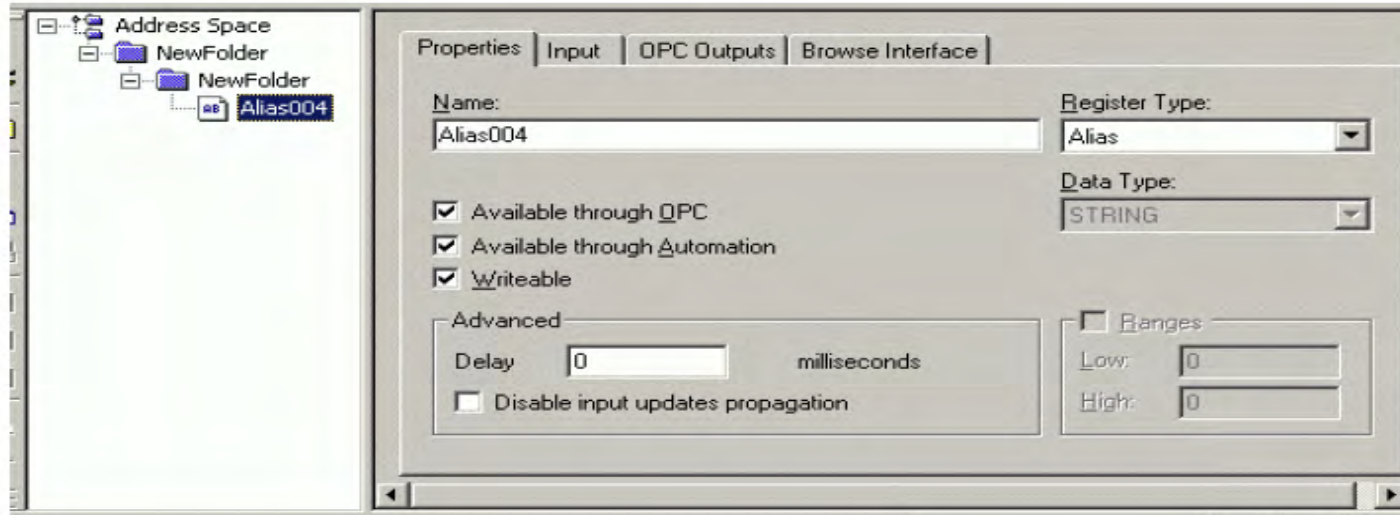 Address Space
NewFolder
NewFolder
AB Alias004
Properties Input OPC Outputs Browse Interface
Name:
Alias004
Register Type:
Alias
Data Type:
STRING
Available through OPC
Available through Automation
Writeable
Advanced
Delay 0 milliseconds
Disable input updates propagation
Ranges
Low: 0
High: 0